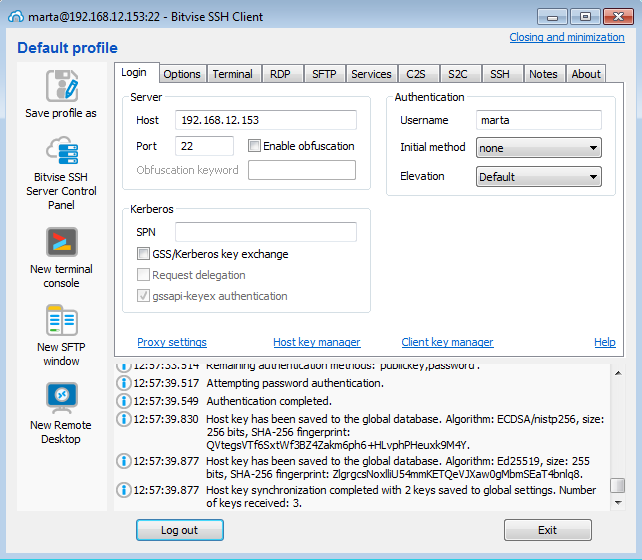 marta@192.168.12.153:22 - Bitvise SSH Client
Default profile
Closing and minimization
Save profile as
Bitvise SSH
Server Control
Panel
New terminal
console
New SFTP
window
New Remote
Desktop
Login Options Terminal RDP SFTP Services C2S S2C SSH Notes About
Server
Host 192.168.12.153
Port 22 Enable obfuscation
Obfuscation keyword
Kerberos
SPN
GSS/Kerberos key exchange
Request delegation
gssapi-keyex authentication
Authentication
Username marta
Initial method none
Elevation Default
Proxy settings Host key manager Client key manager Help
12:57:33.514 Remaining authentication methods: 'publickey,password'.
12:57:39.517 Attempting password authentication.
12:57:39.549 Authentication completed.
12:57:39.830 Host key has been saved to the global database. Algorithm: ECDSA/nistp256, size:
256 bits, SHA-256 fingerprint:
QVtegsVTf6SxtWf3BZ4Zakm6ph6+HLvphPHeuxk9M4Y.
12:57:39.877 Host key has been saved to the global database. Algorithm: Ed25519, size: 255
bits, SHA-256 fingerprint: ZlgrgcsNoxlliU54mmKETQeVJXaw0gMbmSEaT4bnlq8.
12:57:39.877 Host key synchronization completed with 2 keys saved to global settings. Number
of keys received: 3.
Log out Exit